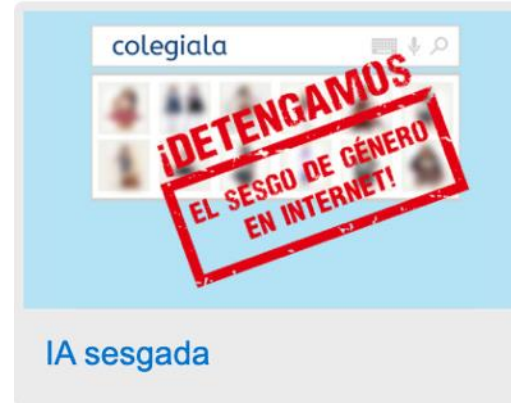 colegiala
¡DETENGAMOS
EL SESGO DE GÉNERO
EN INTERNET!
IA sesgada